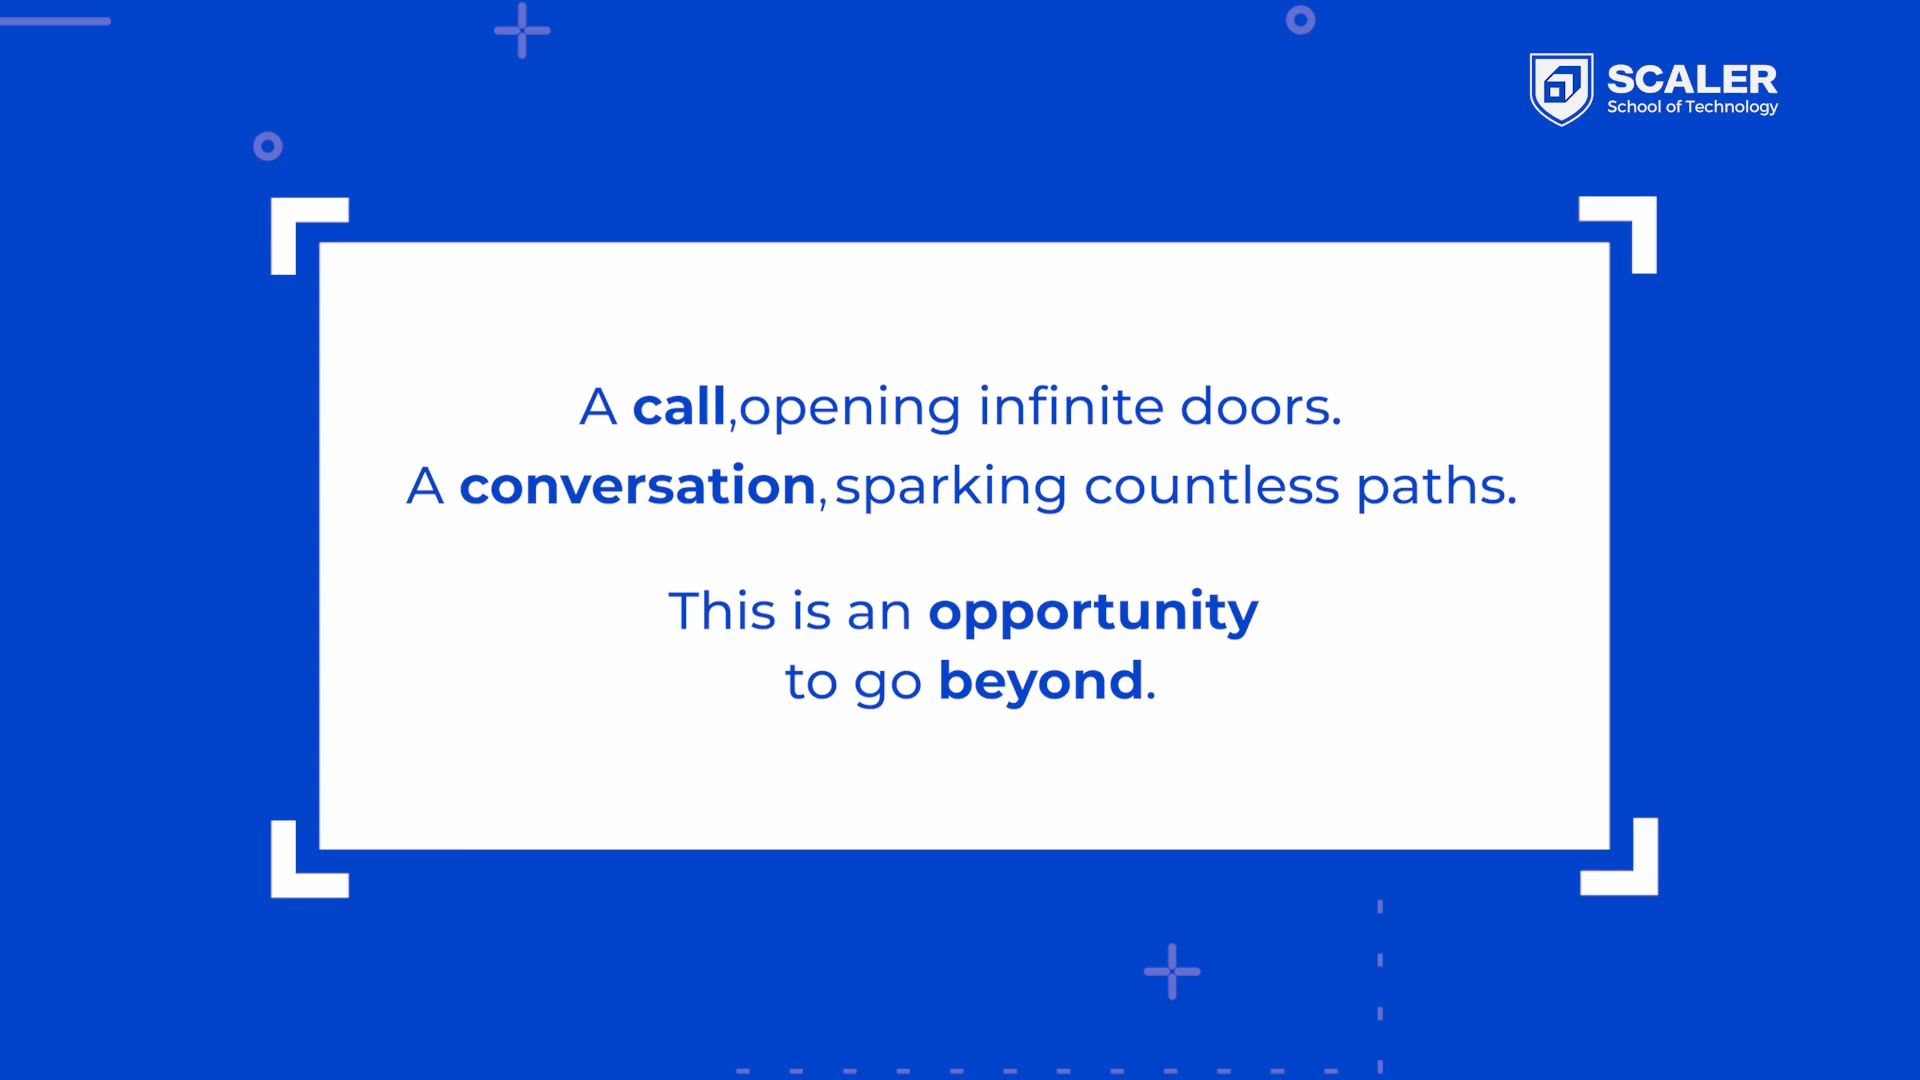 SCALER
School of Technology
A call,opening infinite doors.
A conversation, sparking countless paths.
This is an opportunity
to go beyond.